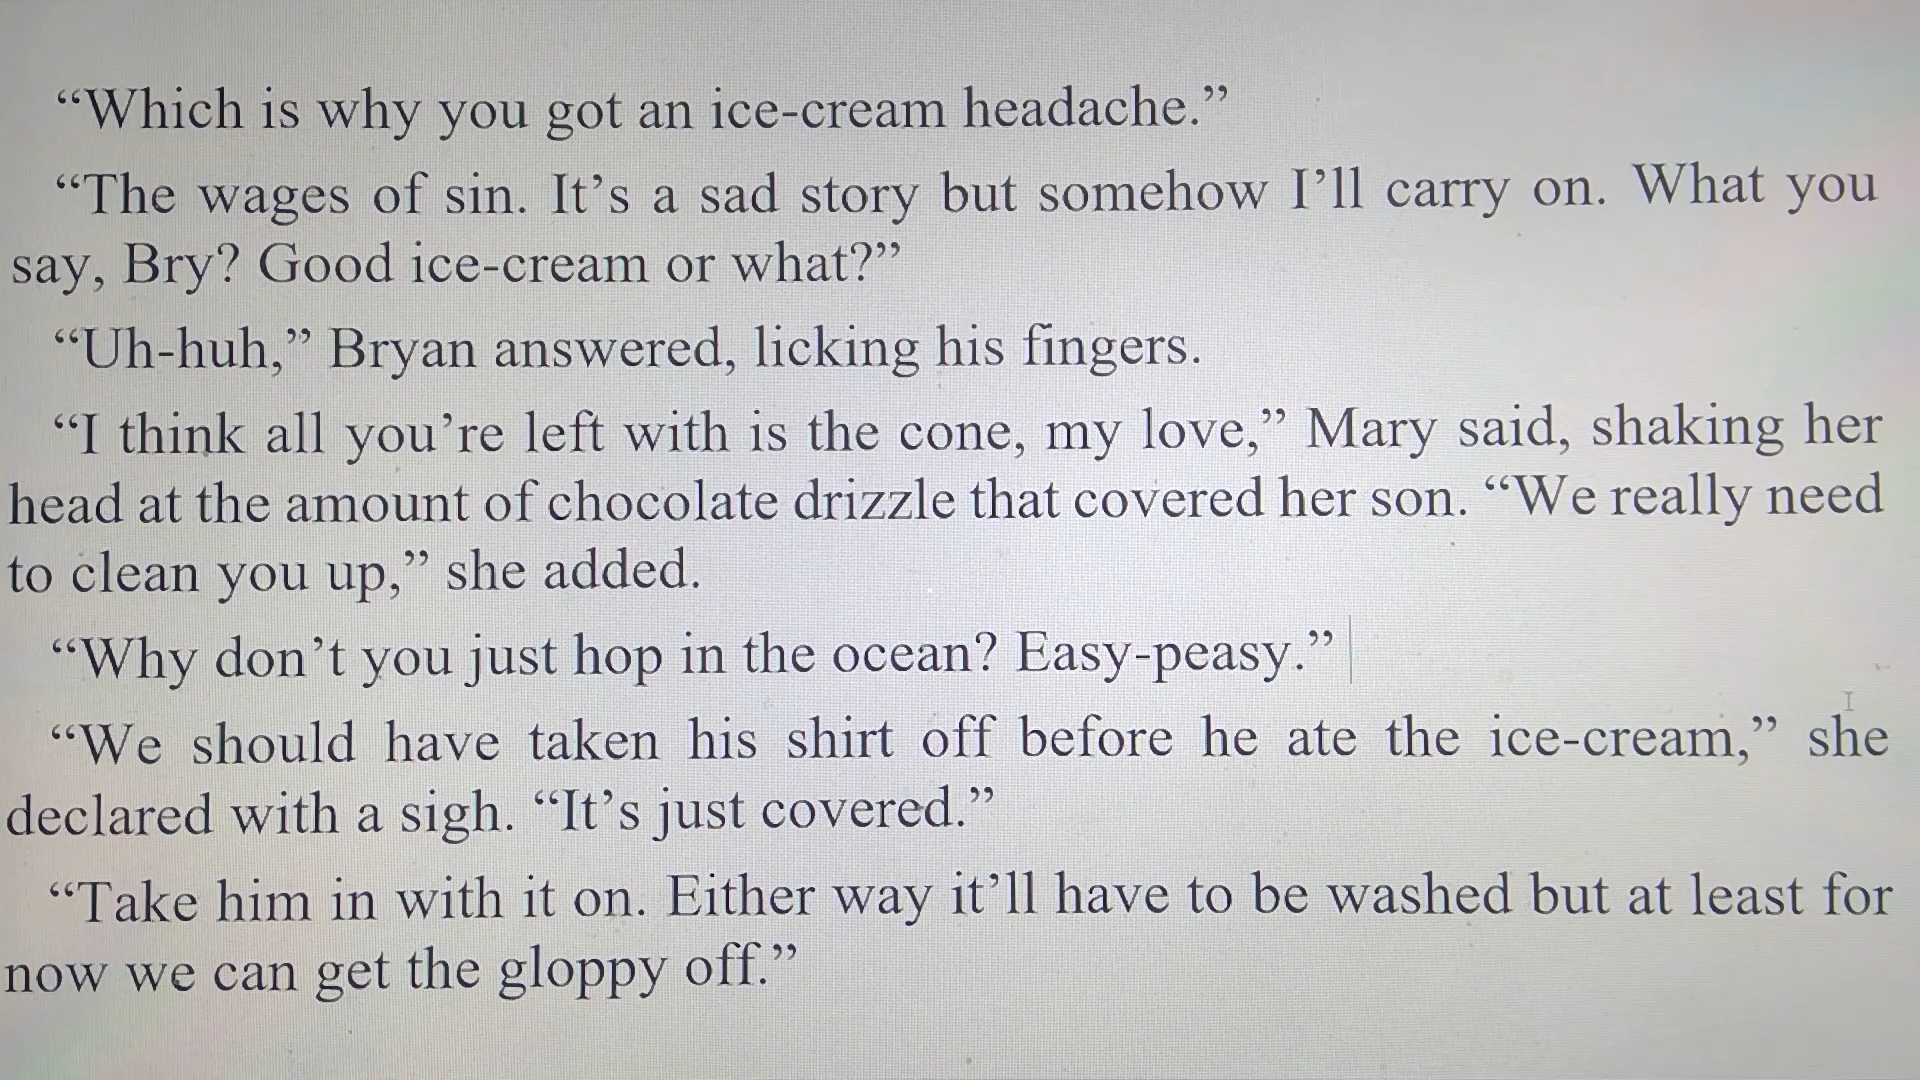 “Which is why you got an ice-cream headache.”
“The wages of sin. It’s a sad story but somehow I’ll carry on. What you
say, Bry? Good ice-cream or what?”
“Uh-huh,” Bryan answered, licking his fingers.
“I think all you’re left with is the cone, my love,” Mary said, shaking her
head at the amount of chocolate drizzle that covered her son. “We really need
to clean you up,” she added.
“Why don’t you just hop in the ocean? Easy-peasy.”
“We should have taken his shirt off before he ate the ice-cream,” she
declared with a sigh. “It’s just covered.”
“Take him in with it on. Either way it’ll have to be washed but at least for
now we can get the gloppy off.”